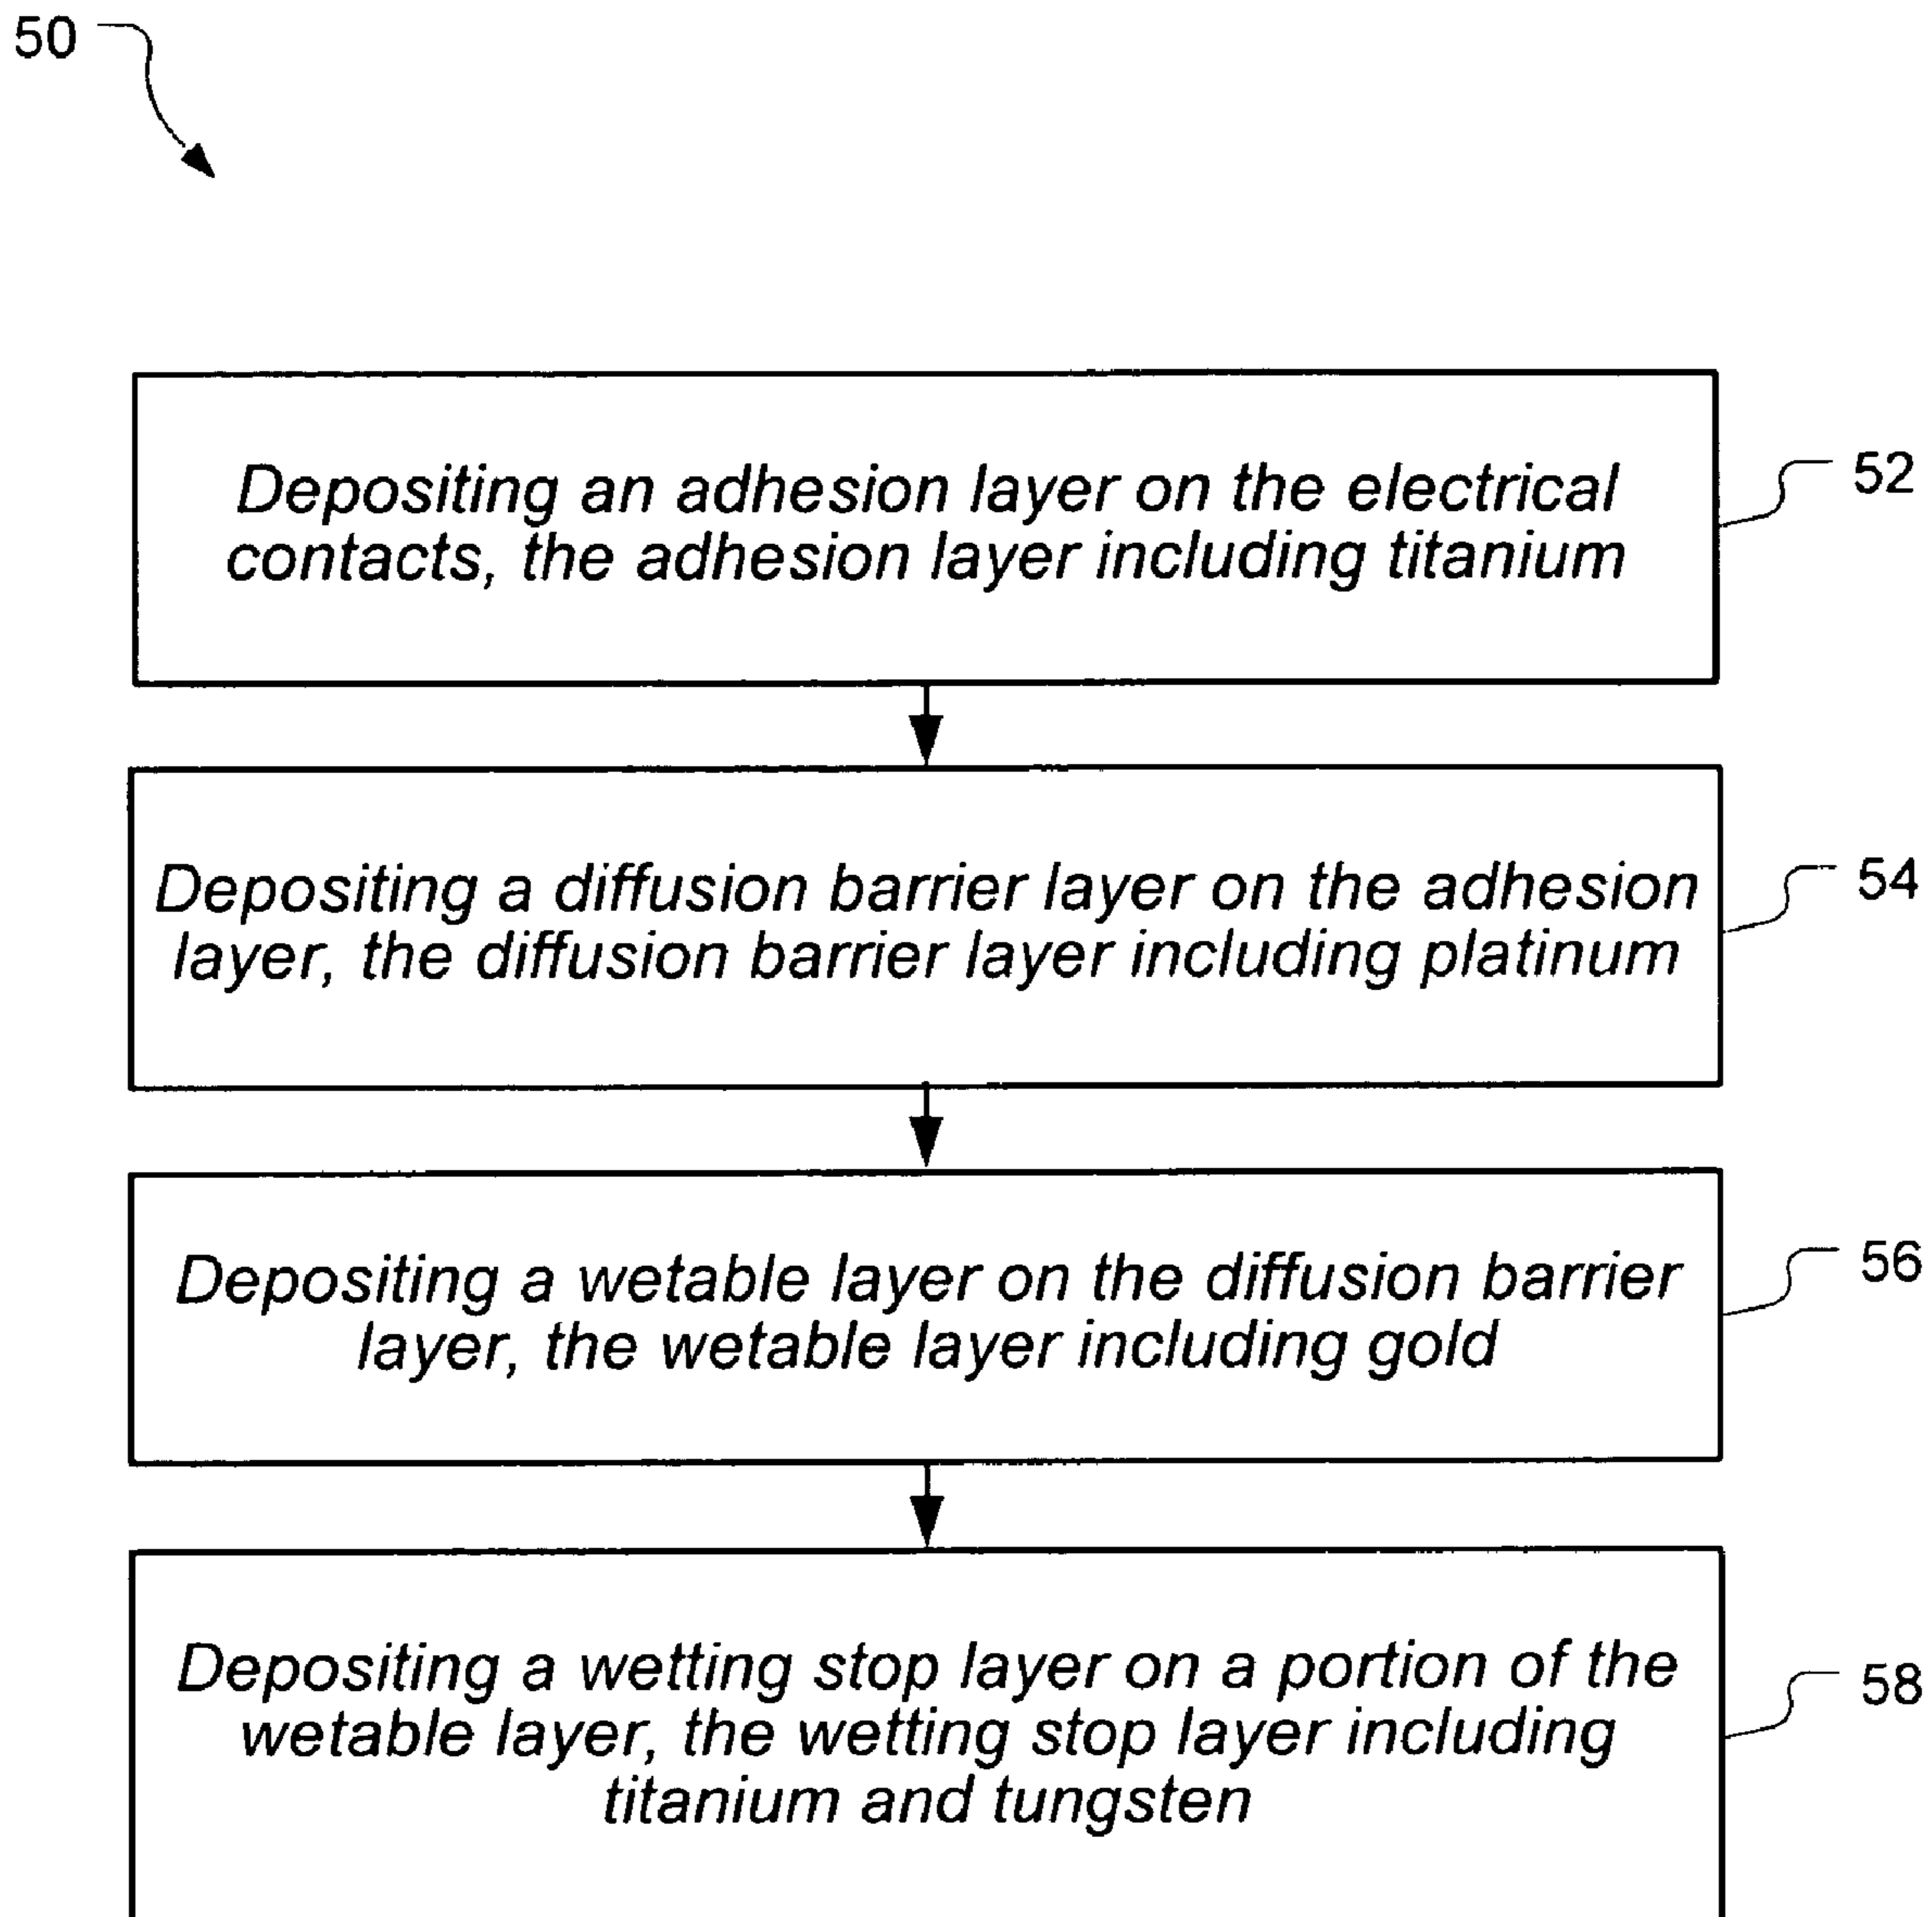 50
Depositing an adhesion layer on the electrical
contacts, the adhesion layer including titanium
52
Depositing a diffusion barrier layer on the adhesion
layer, the diffusion barrier layer including platinum
54
Depositing a wetable layer on the diffusion barrier
layer, the wetable layer including gold
56
Depositing a wetting stop layer on a portion of the
wetable layer, the wetting stop layer including
titanium and tungsten
58